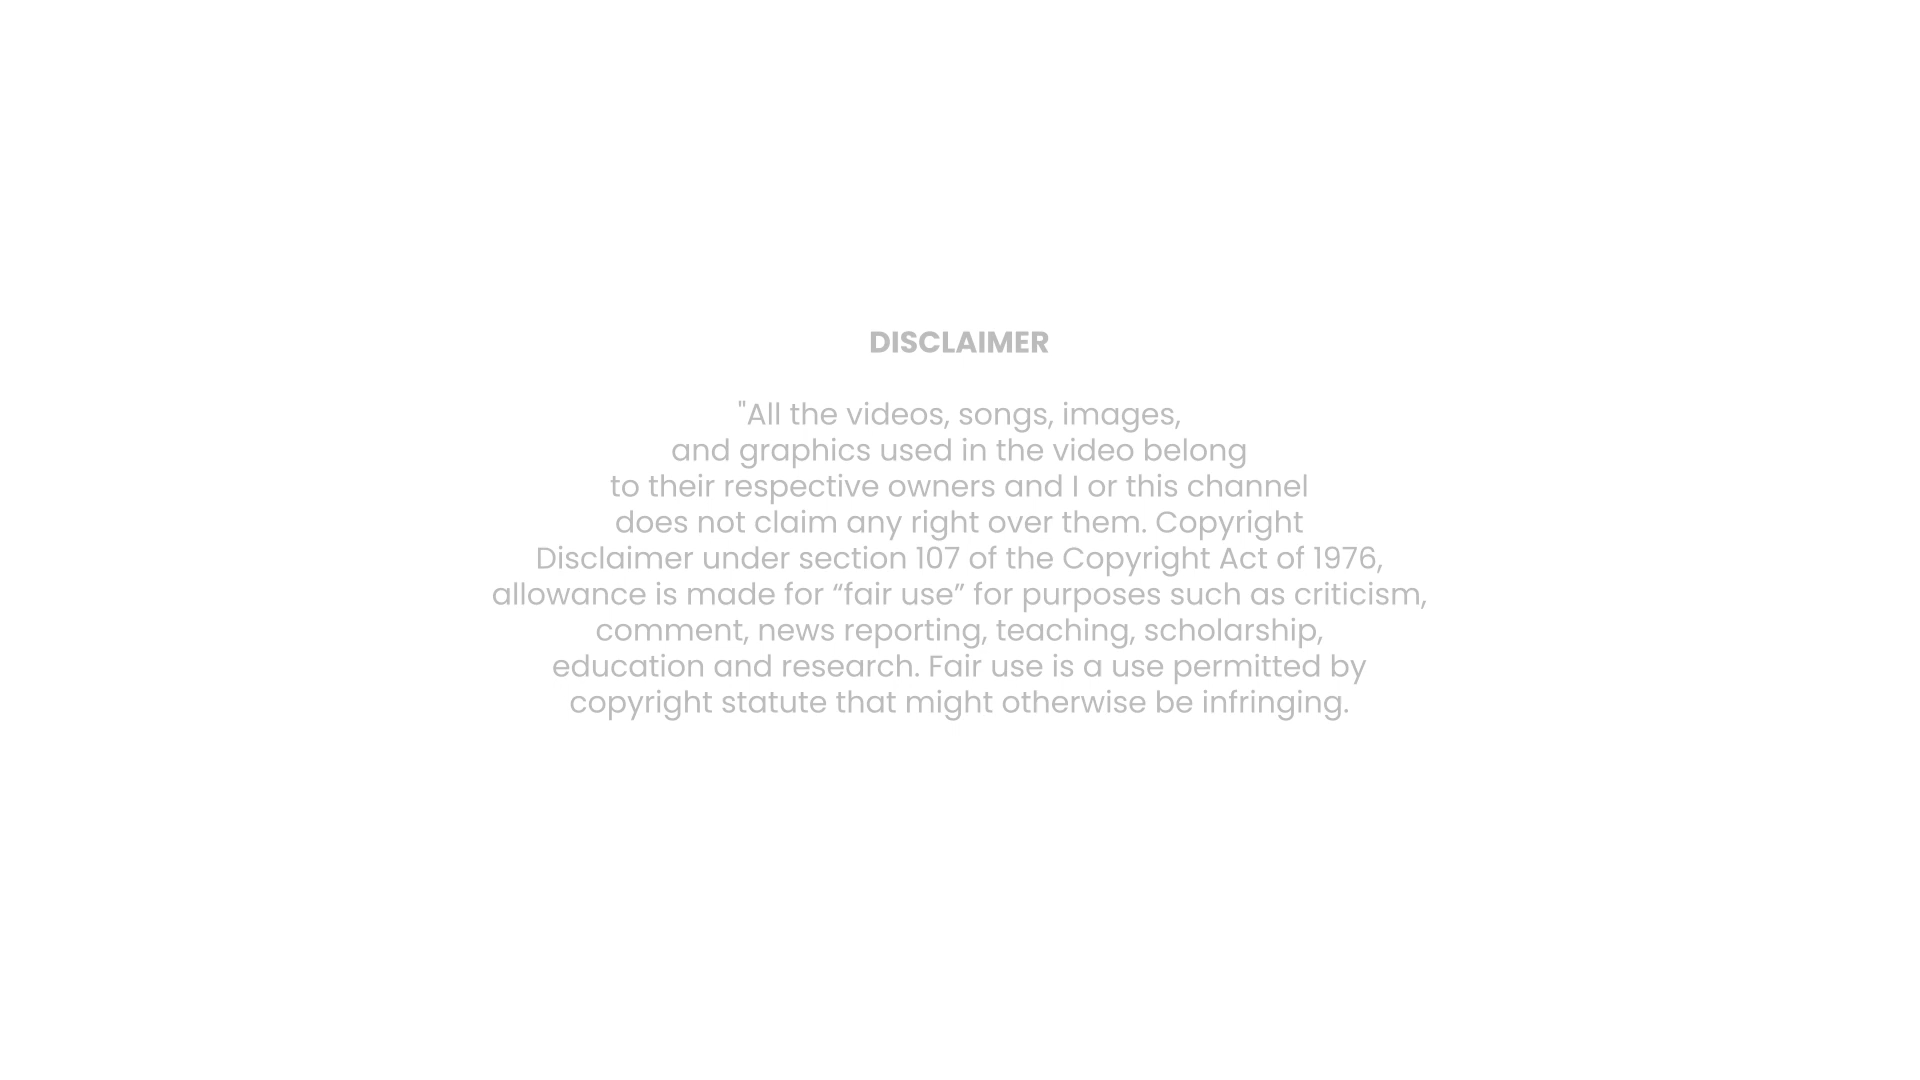 DISCLAIMER
"All the videos, songs, images,
and graphics used in the video belong
to their respective owners and I or this channel
does not claim any right over them. Copyright
Disclaimer under section 107 of the Copyright Act of 1976,
allowance is made for “fair use” for purposes such as criticism,
comment, news reporting, teaching, scholarship,
education and research. Fair use is a use permitted by
copyright statute that might otherwise be infringing.